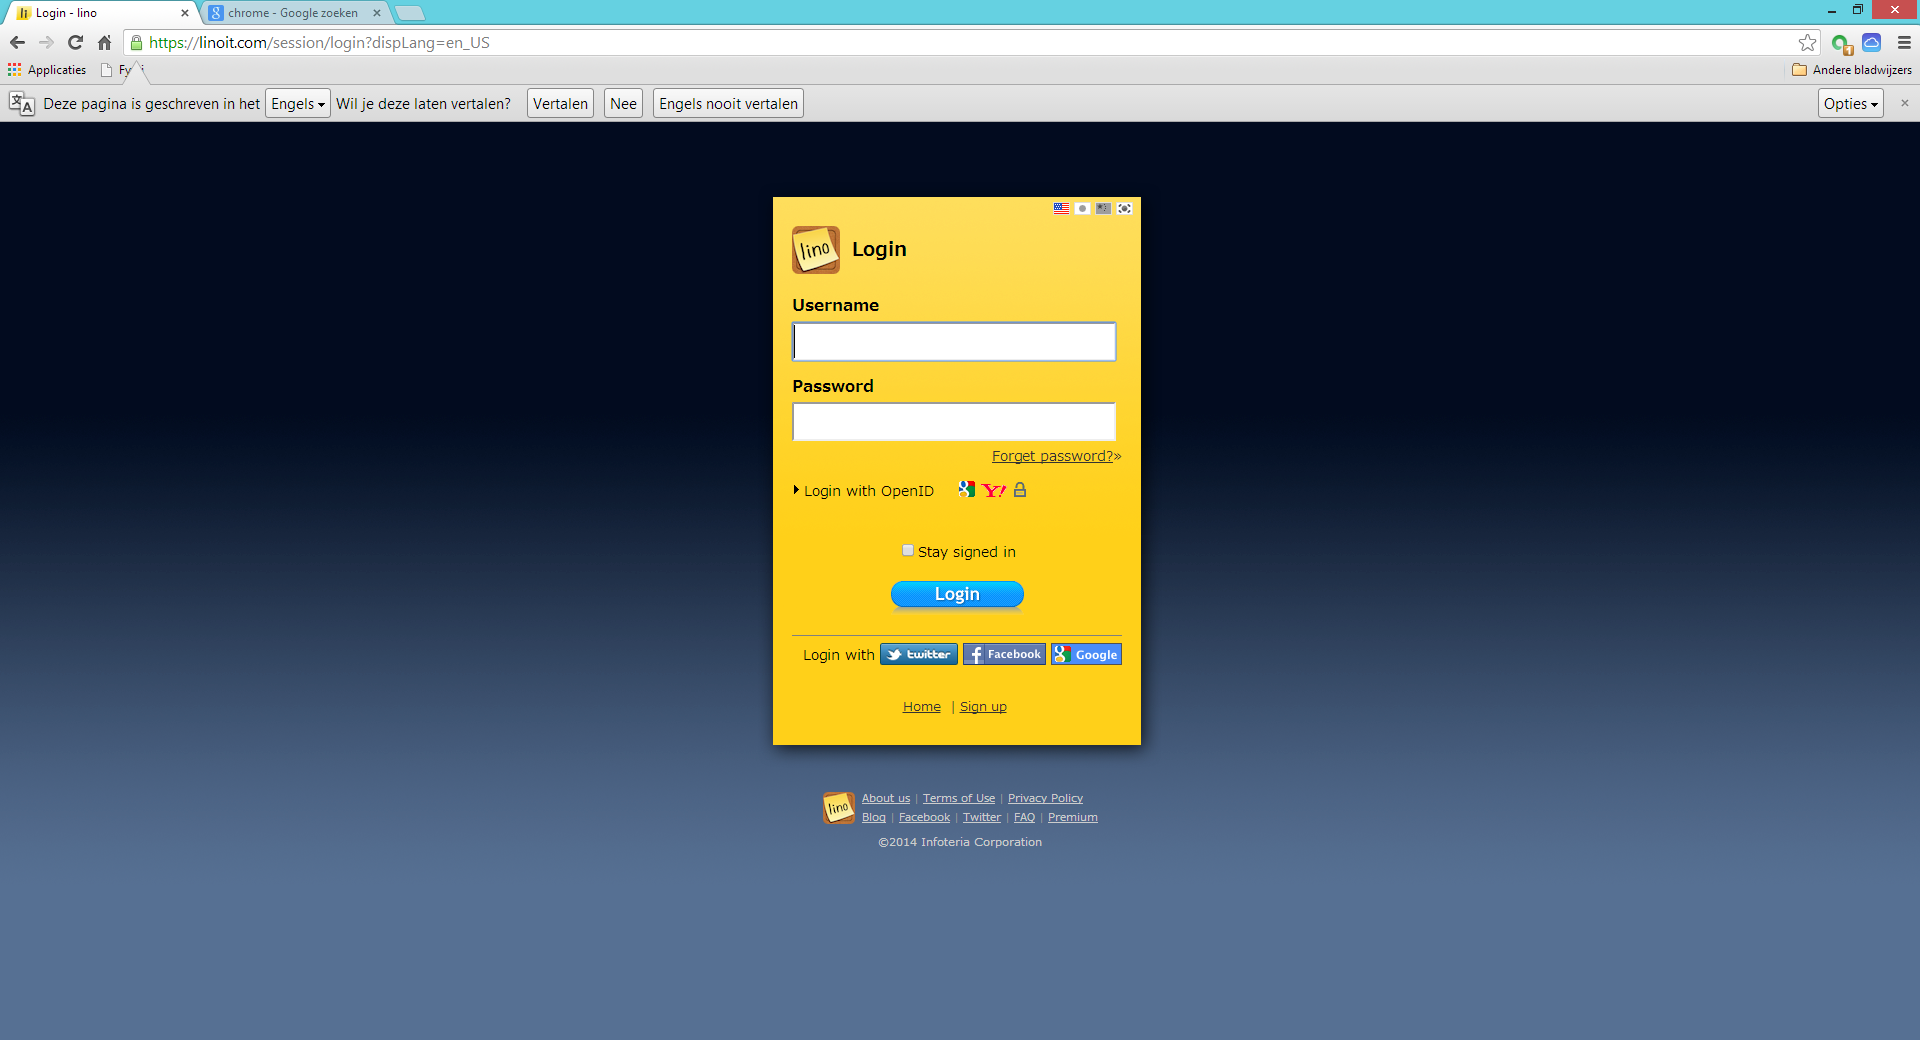 Login - lino
chrome - Google zoeken
https://linoit.com/session/login?dispLang=en_US
Applicaties
Andere bladwijzers
Deze pagina is geschreven in het Engels Wil je deze laten vertalen? Vertalen Nee Engels nooit vertalen Opties
lino Login
Username
Password
Forget password?»
Login with OpenID Y!
Stay signed in
Login
Login with twitter Facebook Google
Home | Sign up
lino
About us | Terms of Use | Privacy Policy
Blog | Facebook | Twitter | FAQ | Premium
©2014 Infoteria Corporation